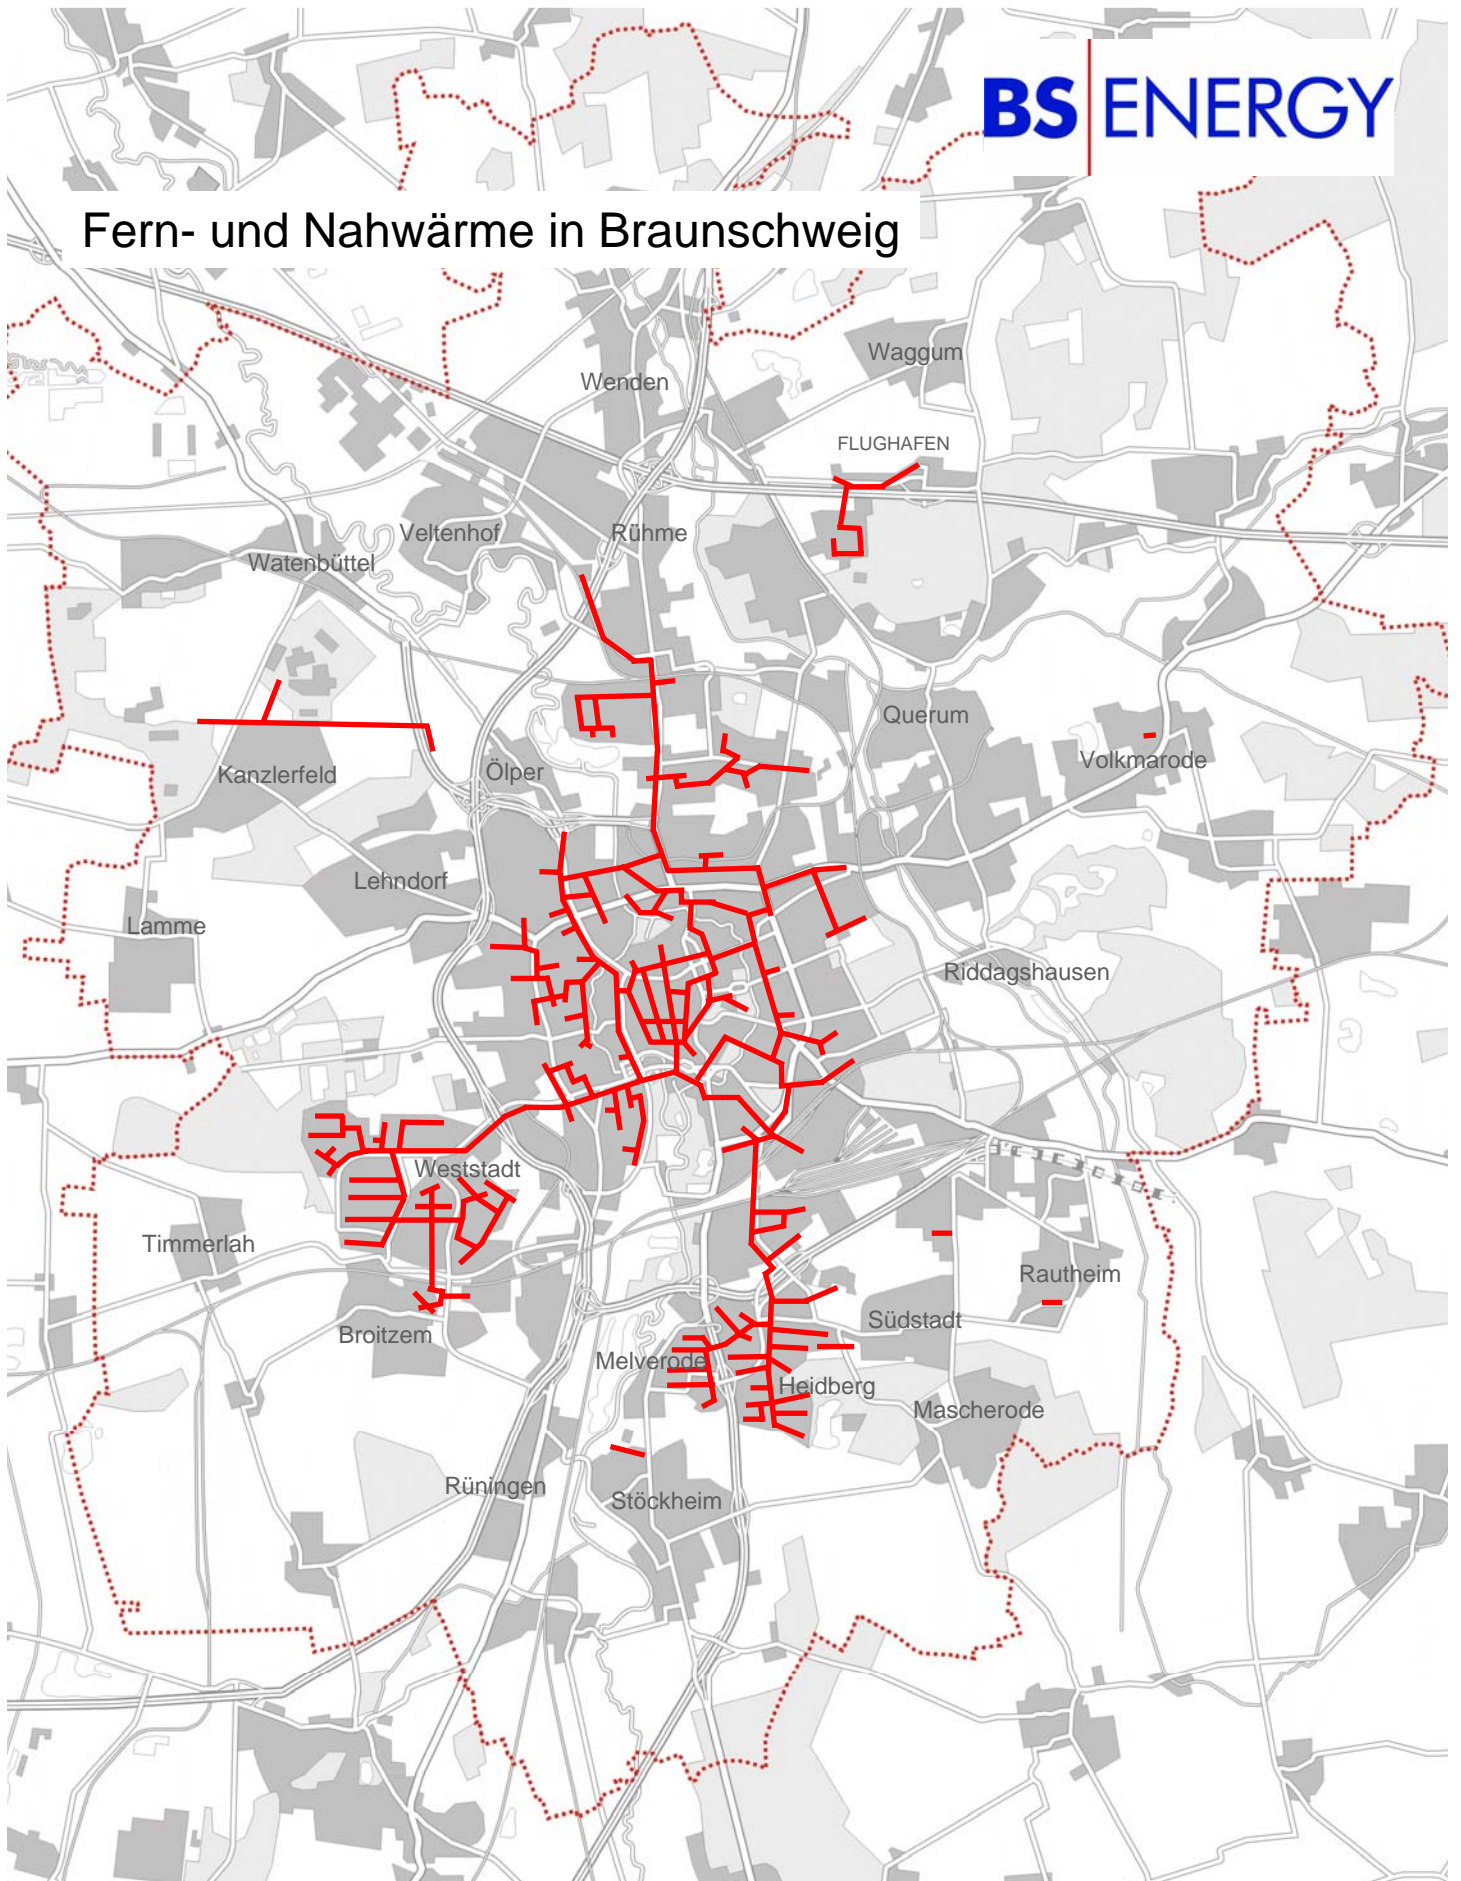 BS ENERGY
Fern- und Nahwärme in Braunschweig
Waggum
Wenden
FLUGHAFEN
Veltenhof
Rühme
Watenbüttel
Querum
Volkmarode
Kanzlerfeld
Ölper
Lehndorf
Lamme
Riddagshausen
Weststadt
Timmerlah
Rautheim
Südstadt
Broitzem
Melverode
Heidberg
Mascherode
Rüningen
Stöckheim